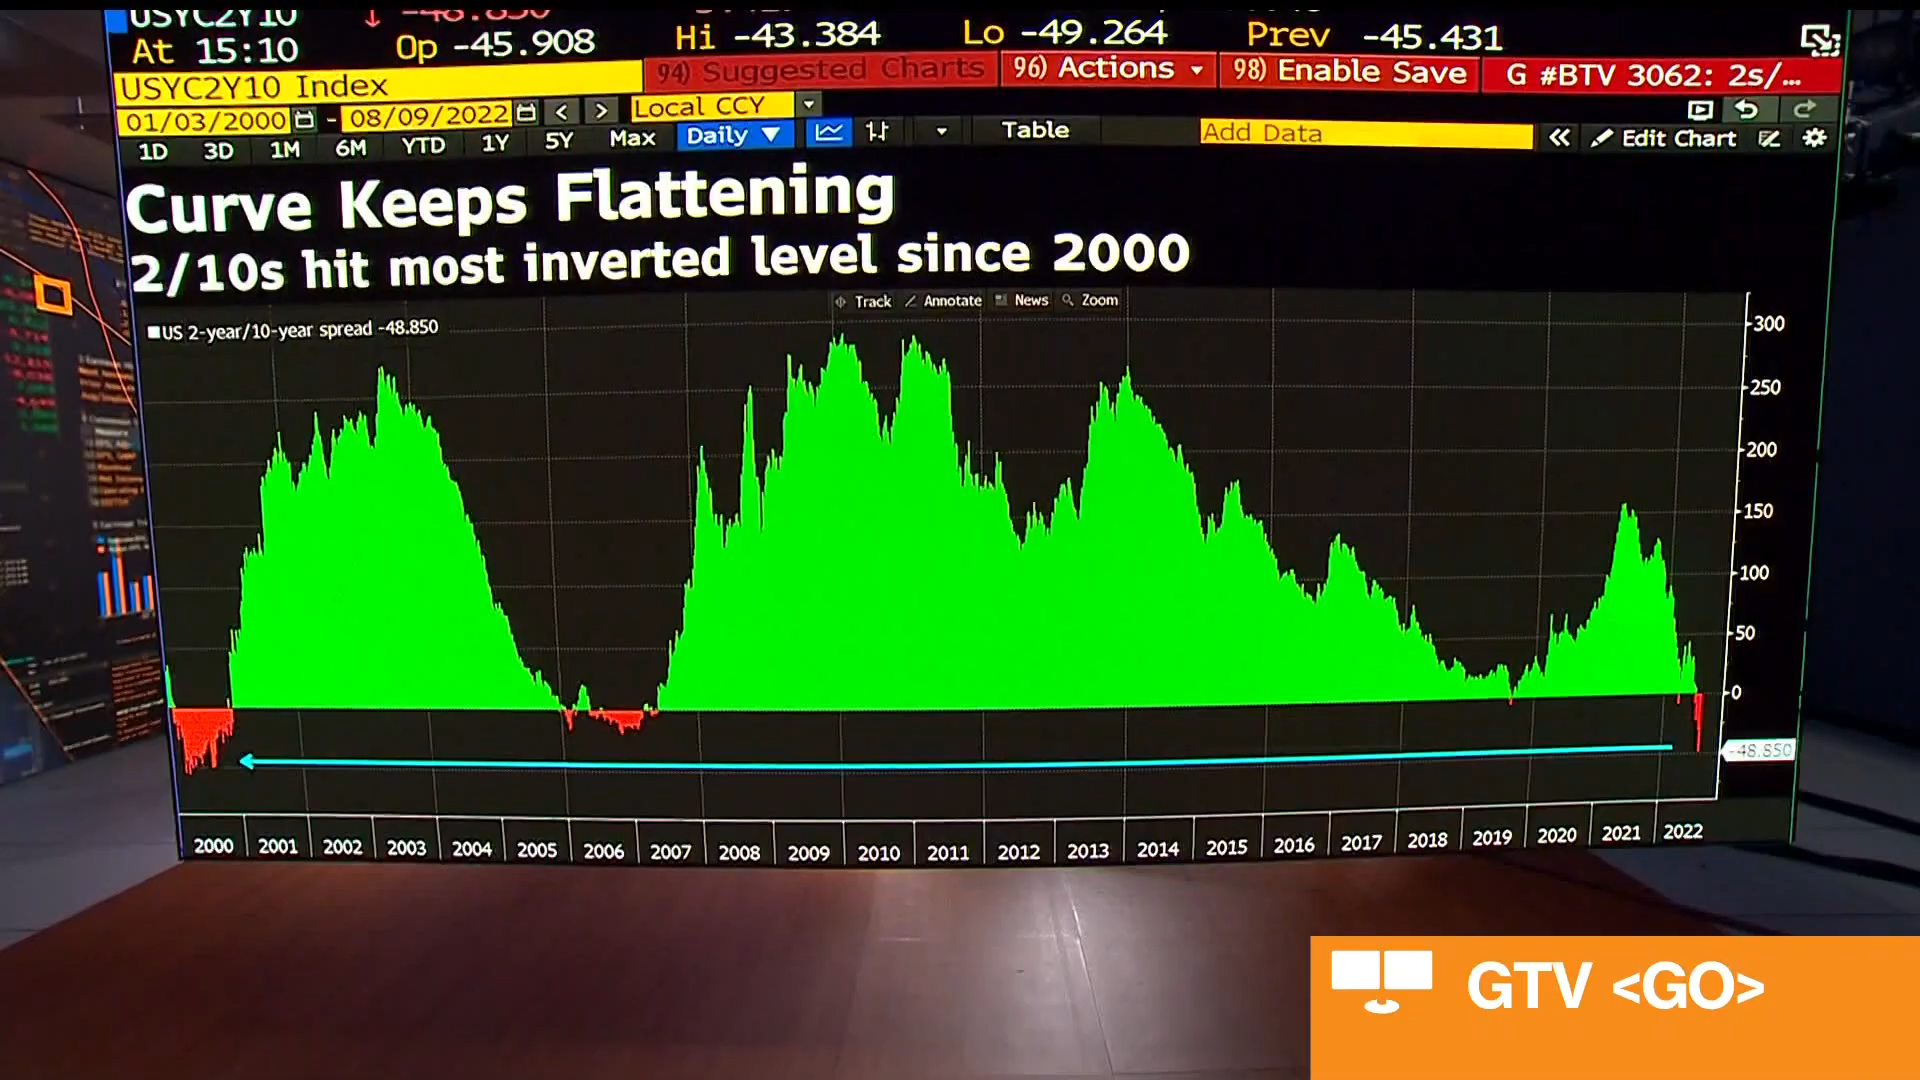 USYC2Y10 -48.850
At 15:10 Op -45.908 Hi -43.384 Lo -49.264 Prev -45.431
USYC2Y10 Index 94) Suggested Charts 96) Actions 98) Enable Save G #BTV 3062: 2s/...
01/03/2000 - 08/09/2022 < > Local CCY
1D 3D 1M 6M YTD 1Y 5Y Max Daily Table Add Data « Edit Chart
Curve Keeps Flattening
2/10s hit most inverted level since 2000
Track Annotate News Zoom
US 2-year/10-year spread -48.850
300
250
200
150
100
50
0
-48.850
2000 2001 2002 2003 2004 2005 2006 2007 2008 2009 2010 2011 2012 2013 2014 2015 2016 2017 2018 2019 2020 2021 2022
GTV <GO>